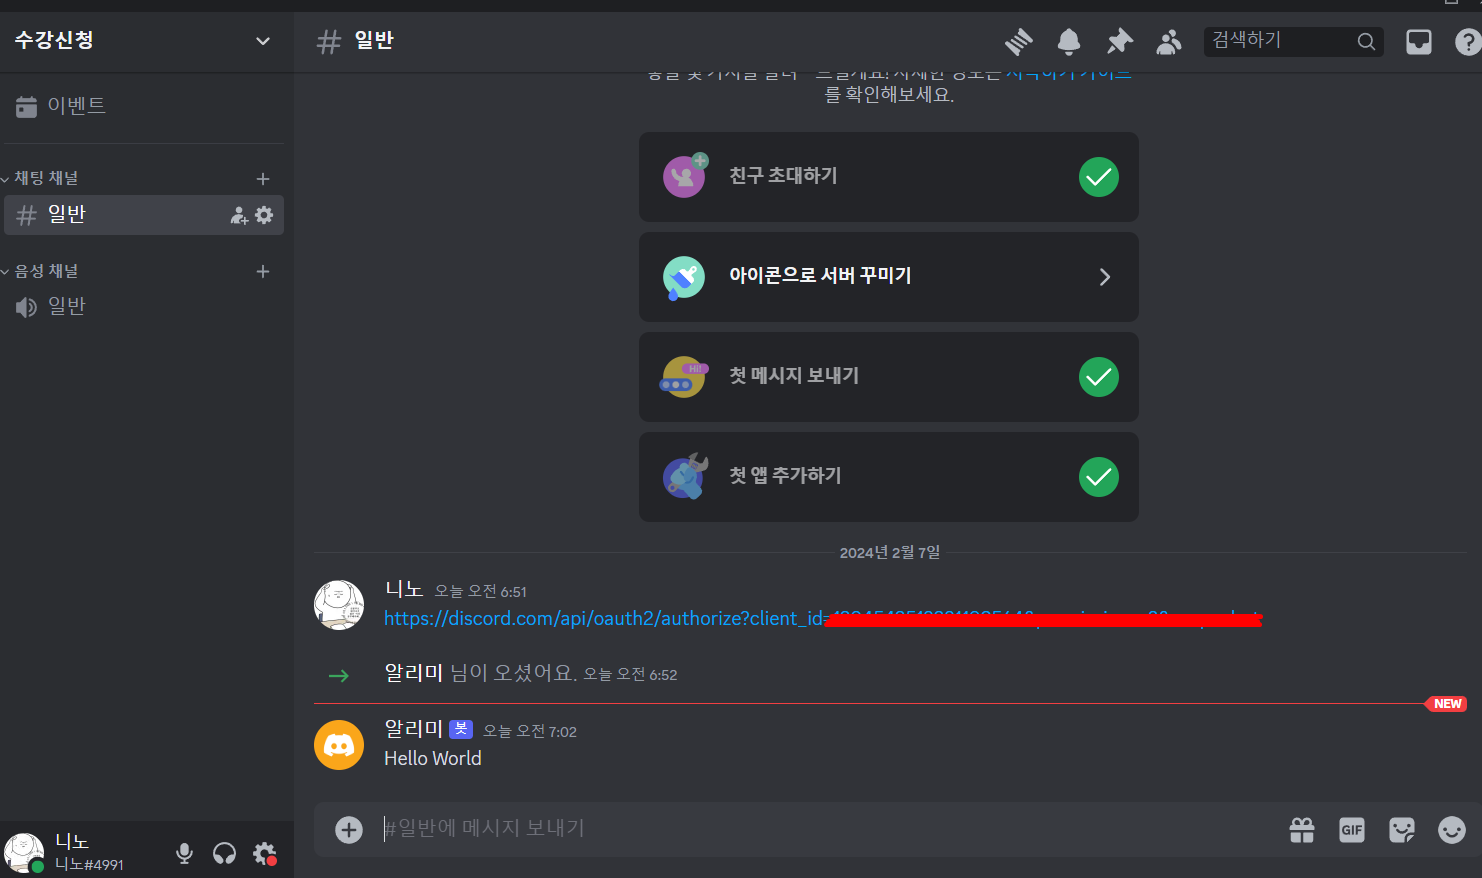 수강신청
일반
검색하기
이벤트
를 확인해보세요.
채팅 채널
일반
음성 채널
일반
친구 초대하기
아이콘으로 서버 꾸미기
Hi!
첫 메시지 보내기
첫 앱 추가하기
2024년 2월 7일
니노 오늘 오전 6:51
https://discord.com/api/oauth2/authorize?client_id=
알리미 님이 오셨어요. 오늘 오전 6:52
NEW
알리미 봇 오늘 오전 7:02
Hello World
#일반에 메시지 보내기
GIF
니노
니노#4991